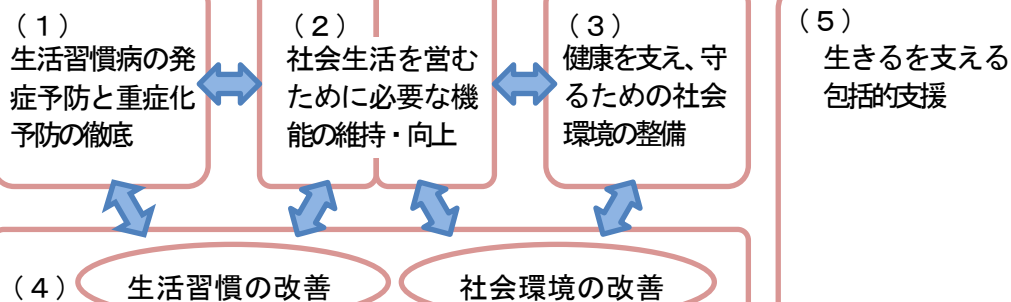 （１）
生活習慣病の発
症予防と重症化
予防の徹底
（２）
社会生活を営む
ために必要な機
能の維持・向上
（３）
健康を支え、守
るための社会
環境の整備
（５）
生きるを支える
包括的支援
（４）
生活習慣の改善
社会環境の改善